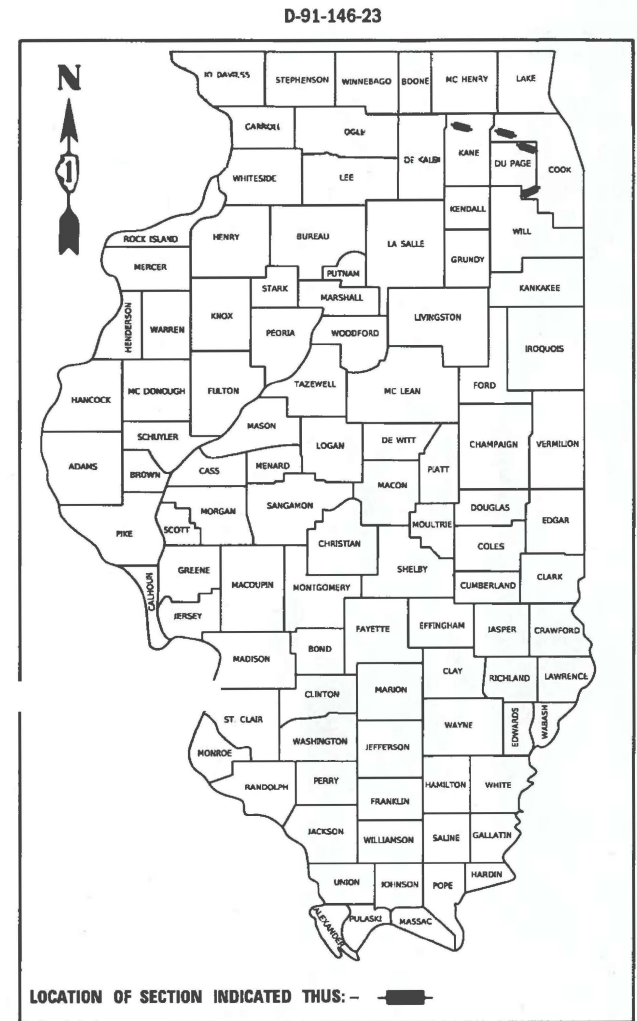 D-91-146-23
N
JO DAVIESS STEPHENSON WINNEBAGO BOONE MC HENRY LAKE
CARROLL OGLE DE KALB KANE DU PAGE COOK
WHITESIDE LEE
KENDALL
ROCK ISLAND HENRY BUREAU LA SALLE WILL
MERCER PUTNAM GRUNDY
HENDERSON WARREN KNOX STARK MARSHALL LIVINGSTON KANKAKEE
PEORIA WOODFORD IROQUOIS
HANCOCK MC DONOUGH FULTON TAZEWELL MC LEAN FORD
MASON
SCHUYLER LOGAN DE WITT CHAMPAIGN VERMILION
ADAMS BROWN CASS MENARD MACON PIATT
PIKE SCOTT MORGAN SANGAMON MOULTRIE DOUGLAS EDGAR
CHRISTIAN COLES
CALHOUN GREENE MACOUPIN MONTGOMERY SHELBY CUMBERLAND CLARK
JERSEY FAYETTE EFFINGHAM JASPER CRAWFORD
MADISON BOND
CLINTON MARION CLAY RICHLAND LAWRENCE
ST. CLAIR WAYNE EDWARDS WABASH
MONROE WASHINGTON JEFFERSON
RANDOLPH PERRY HAMILTON WHITE
FRANKLIN
JACKSON WILLIAMSON SALINE GALLATIN
UNION JOHNSON POPE HARDIN
ALEXANDER PULASKI MASSAC
LOCATION OF SECTION INDICATED THUS: -